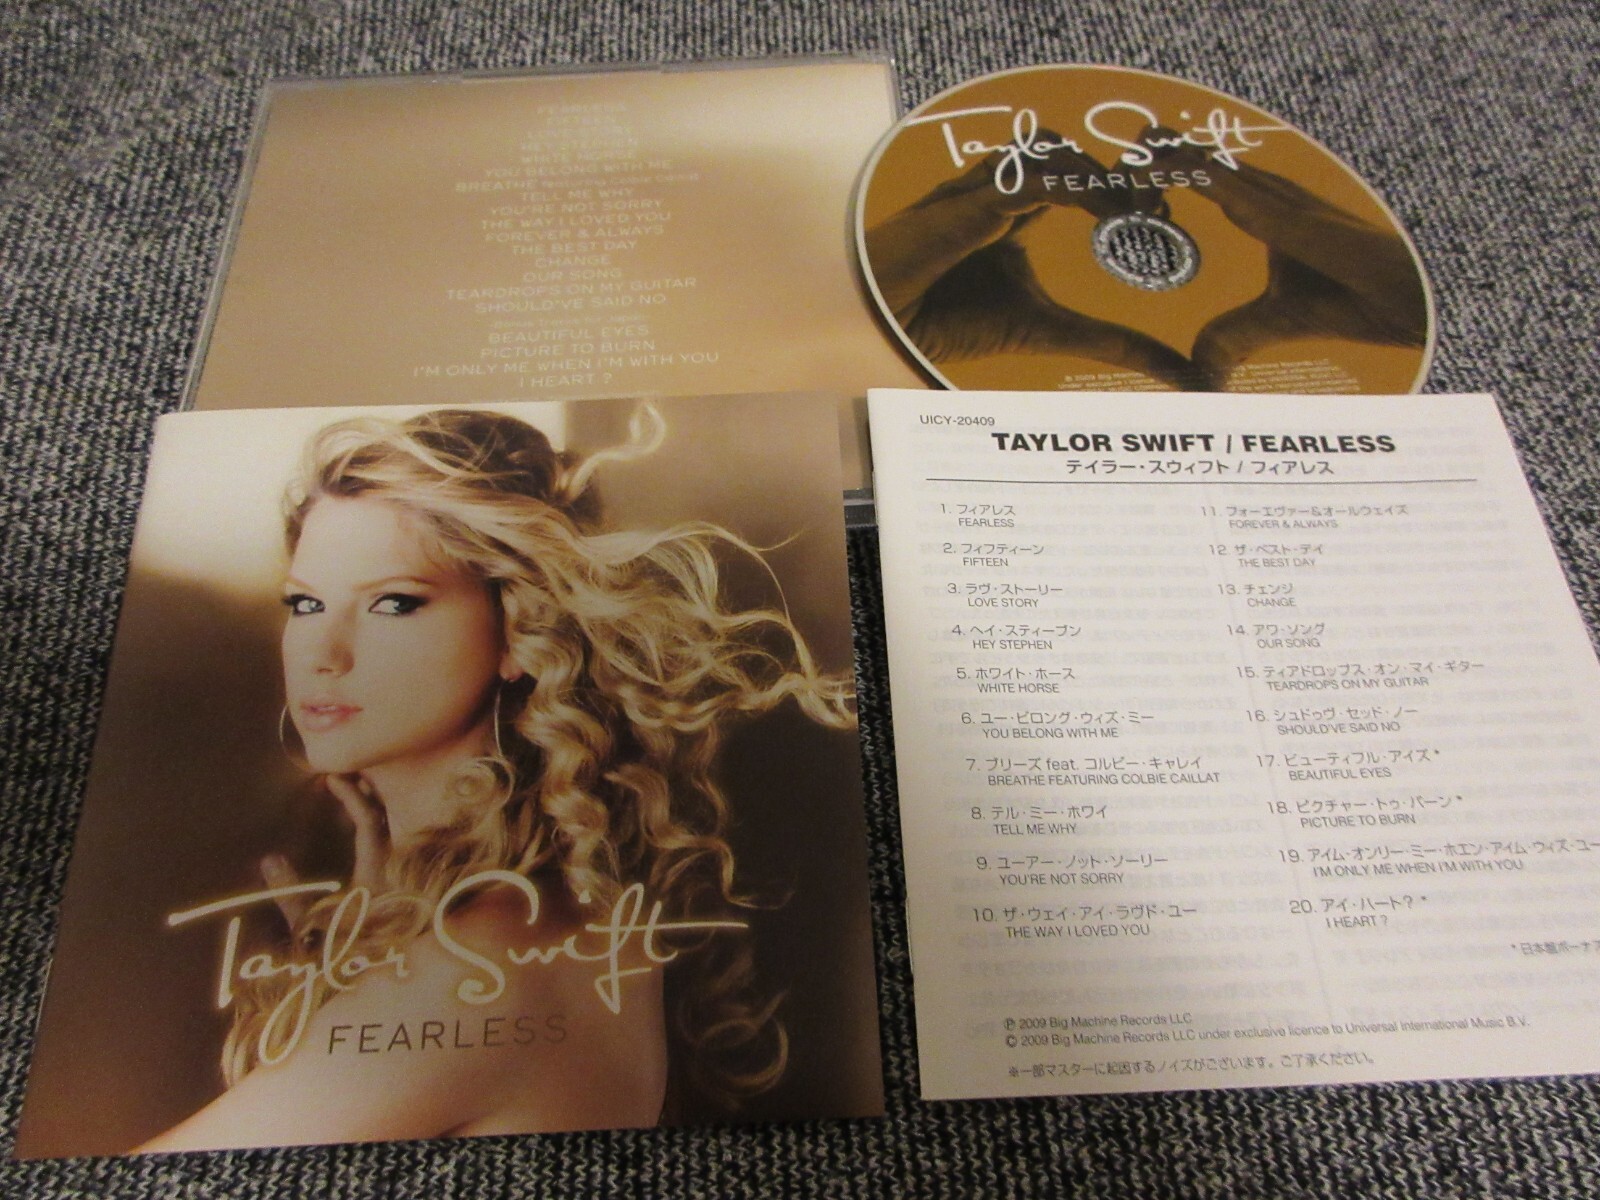 FEARLESS
FIFTEEN
LOVE STORY
HEY STEPHEN
WHITE HORSE
YOU BELONG WITH ME
BREATHE featuring Colbie Caillat
TELL ME WHY
YOU'RE NOT SORRY
THE WAY I LOVED YOU
FOREVER & ALWAYS
THE BEST DAY
CHANGE
OUR SONG
TEARDROPS ON MY GUITAR
SHOULD'VE SAID NO
BEAUTIFUL EYES
PICTURE TO BURN
I'M ONLY ME WHEN I'M WITH YOU
I HEART ?
Taylor Swift
FEARLESS
Taylor Swift
FEARLESS
UICY-20409
TAYLOR SWIFT / FEARLESS
テイラー・スウィフト / フィアレス
1. フィアレス
FEARLESS
2. フィフティーン
FIFTEEN
3. ラヴ・ストーリー
LOVE STORY
4. ヘイ・スティーブン
HEY STEPHEN
5. ホワイト・ホース
WHITE HORSE
6. ユー・ビロング・ウィズ・ミー
YOU BELONG WITH ME
7. ブリーズ feat. コルビー・キャレイ
BREATHE FEATURING COLBIE CAILLAT
8. テル・ミー・ホワイ
TELL ME WHY
9. ユーアー・ノット・ソーリー
YOU'RE NOT SORRY
10. ザ・ウェイ・アイ・ラヴド・ユー
THE WAY I LOVED YOU
11. フォーエヴァー&オールウェイズ
FOREVER & ALWAYS
12. ザ・ベスト・デイ
THE BEST DAY
13. チェンジ
CHANGE
14. アワ・ソング
OUR SONG
15. ティアドロップス・オン・マイ・ギター
TEARDROPS ON MY GUITAR
16. シュドゥヴ・セッド・ノー
SHOULD'VE SAID NO
17. ビューティフル・アイズ*
BEAUTIFUL EYES
18. ピクチャー・トゥ・バーン*
PICTURE TO BURN
19. アイム・オンリー・ミー・ホエン・アイム・ウィズ・ユー
I'M ONLY ME WHEN I'M WITH YOU
20. アイ・ハート？*
I HEART ?
*日本盤ボーナス
℗ 2009 Big Machine Records LLC
© 2009 Big Machine Records LLC under exclusive licence to Universal International Music B.V.
※一部マスターに起因するノイズがございます。ご了承ください。